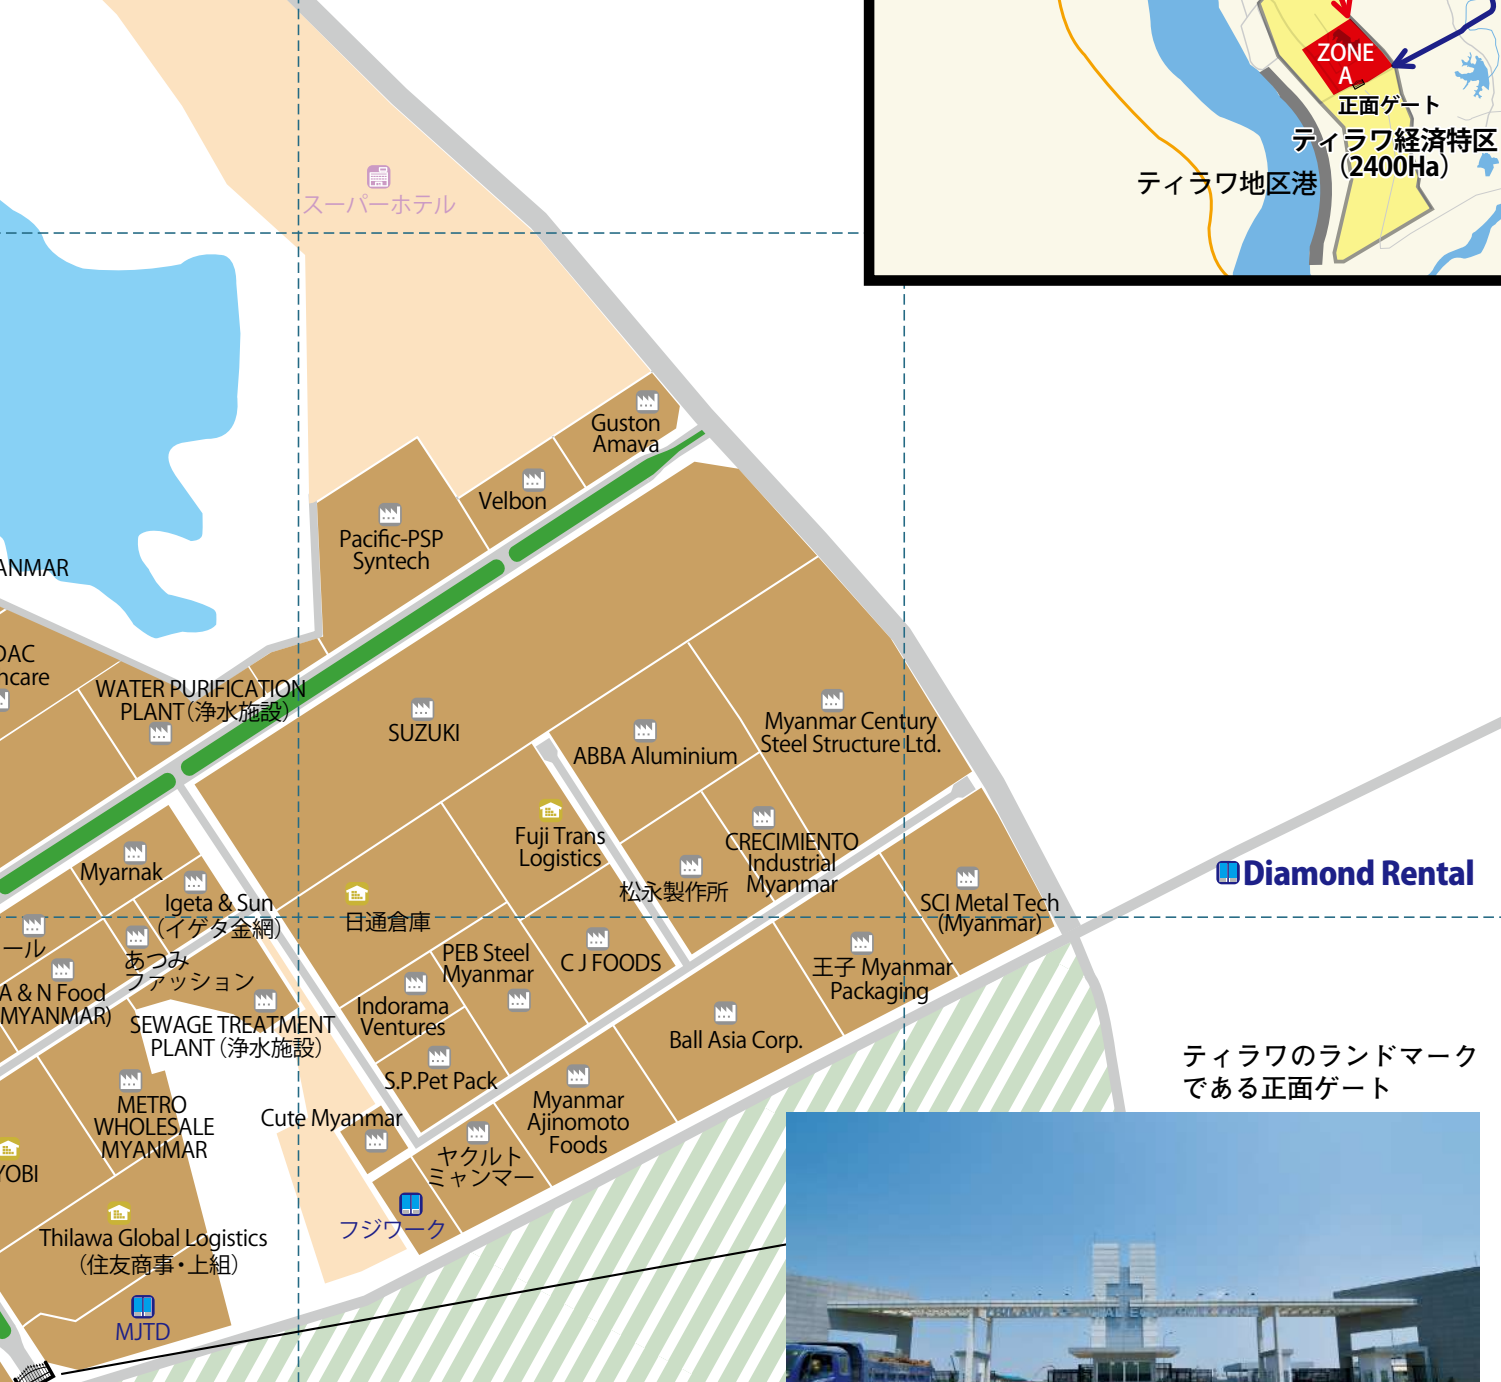 ZONE
A
正面ゲート
ティラワ経済特区
(2400Ha)
ティラワ地区港
スーパーホテル
Guston
Amava
Velbon
Pacific-PSP
Syntech
ANMAR
DAC
ncare
WATER PURIFICATION
PLANT(浄水施設)
SUZUKI
ABBA Aluminium
Myanmar Century
Steel Structure Ltd.
Fuji Trans
Logistics
CRECIMIENTO
Industrial
Myanmar
松永製作所
Myarnak
Igeta & Sun
(イゲタ金網)
日通倉庫
Diamond Rental
SCI Metal Tech
(Myanmar)
ール
あつみ
ファッション
A & N Food
MYANMAR)
PEB Steel
Myanmar
C J FOODS
王子 Myanmar
Packaging
Indorama
Ventures
SEWAGE TREATMENT
PLANT (浄水施設)
Ball Asia Corp.
S.P.Pet Pack
METRO
WHOLESALE
MYANMAR
Cute Myanmar
Myanmar
Ajinomoto
Foods
ヤクルト
ミャンマー
YOBI
フジワーク
Thilawa Global Logistics
(住友商事・上組)
MJTD
ティラワのランドマーク
である正面ゲート